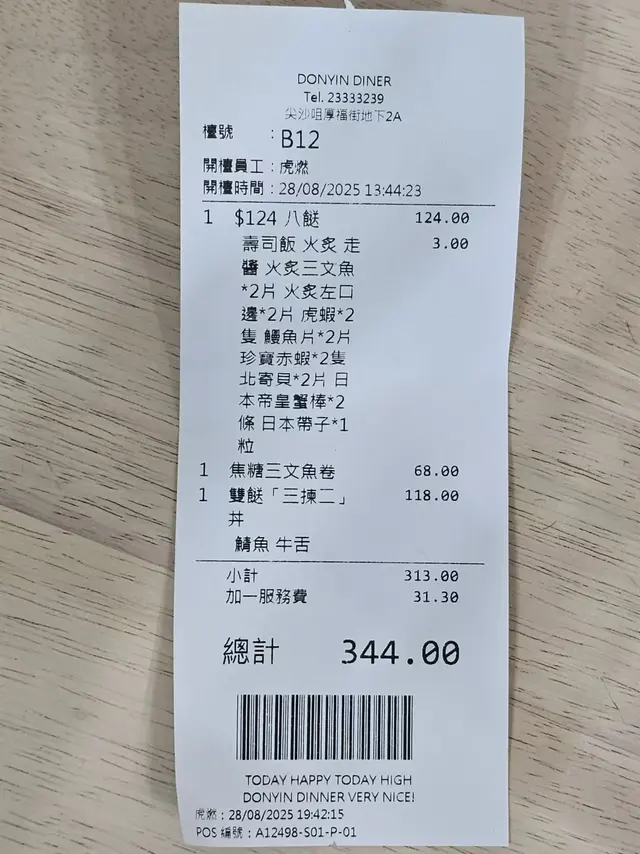 DONYIN DINER
Tel. 23333239
尖沙咀厚福街地下2A
檯號 : B12
開檯員工 : 虎燃
開檯時間 : 28/08/2025 13:44:23
1 $124 八餸 124.00
壽司飯 火炙 走 3.00
醬 火炙三文魚
*2片 火炙左口
邊*2片 虎蝦*2
隻 鰻魚片*2片
珍寶赤蝦*2隻
北寄貝*2片 日
本帝皇蟹棒*2
條 日本帶子*1
粒
1 焦糖三文魚卷 68.00
1 雙餸「三揀二」 118.00
丼
鯖魚 牛舌
小計 313.00
加一服務費 31.30
總計 344.00
TODAY HAPPY TODAY HIGH
DONYIN DINNER VERY NICE!
虎燃 : 28/08/2025 19:42:15
POS 編號 : A12498-S01-P-01